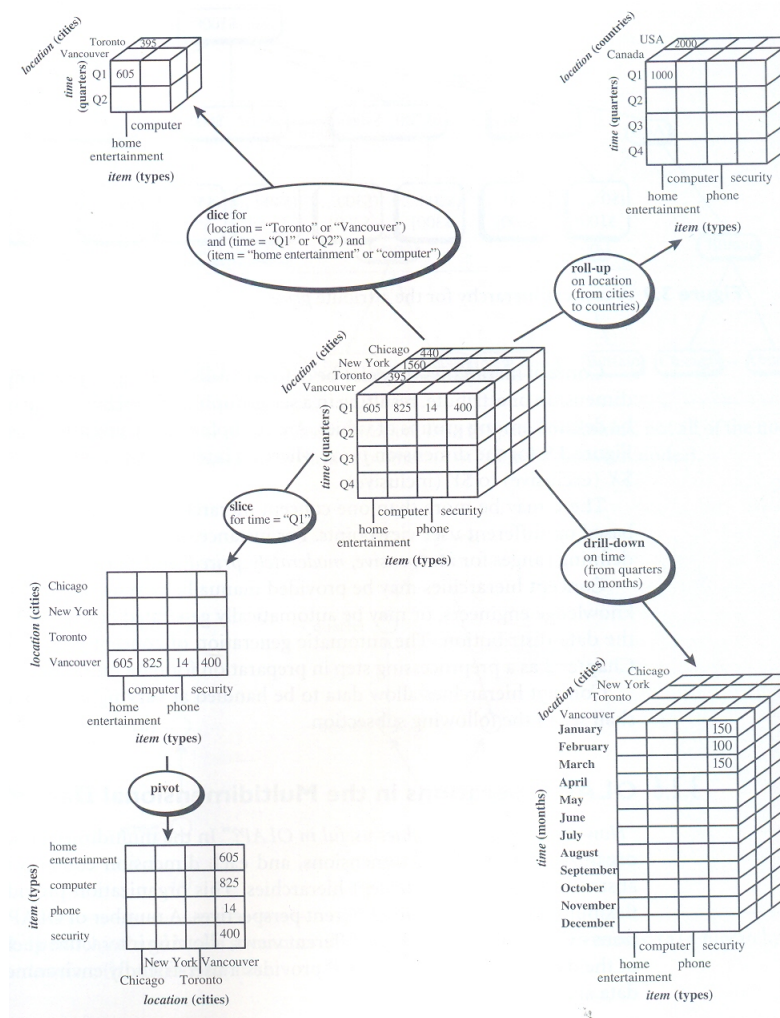 location (cities)
Toronto 395
Vancouver
time
(quarters)
Q1 605
Q2
computer
home
entertainment
item (types)
location (countries)
USA 2000
Canada
time (quarters)
Q1 1000
Q2
Q3
Q4
computer security
home phone
entertainment
item (types)
dice for
(location = “Toronto” or “Vancouver”)
and (time = “Q1” or “Q2”) and
(item = “home entertainment” or “computer”)
roll-up
on location
(from cities
to countries)
location (cities)
Chicago 440
New York 1560
Toronto 395
Vancouver
time (quarters)
Q1 605 825 14 400
Q2
Q3
Q4
computer security
home phone
entertainment
item (types)
slice
for time = “Q1”
drill-down
on time
(from quarters
to months)
location (cities)
Chicago
New York
Toronto
Vancouver 605 825 14 400
computer security
home phone
entertainment
item (types)
pivot
item (types)
home
entertainment 605
computer 825
phone 14
security 400
New York Vancouver
Chicago Toronto
location (cities)
location (cities)
Chicago
New York
Toronto
Vancouver
time (months)
January 150
February 100
March 150
April
May
June
July
August
September
October
November
December
computer security
home phone
entertainment
item (types)